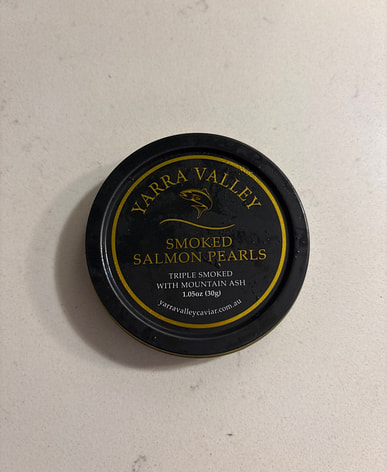 YARRA VALLEY
SMOKED
SALMON PEARLS
TRIPLE SMOKED
WITH MOUNTAIN ASH
1.05oz (30g)
yarravalleycaviar.com.au